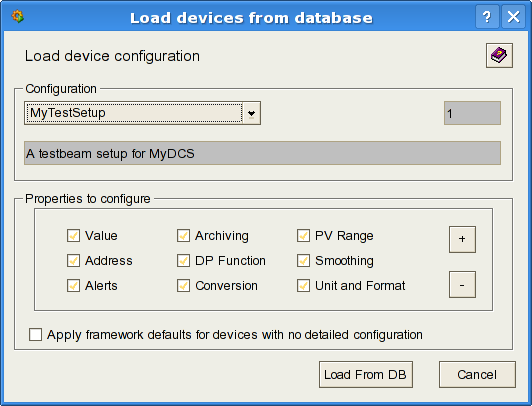 Load devices from database
?
Load device configuration
?
Configuration
MyTestSetup
1
A testbeam setup for MyDCS
Properties to configure
Value Archiving PV Range +
Address DP Function Smoothing
Alerts Conversion Unit and Format -
Apply framework defaults for devices with no detailed configuration
Load From DB Cancel